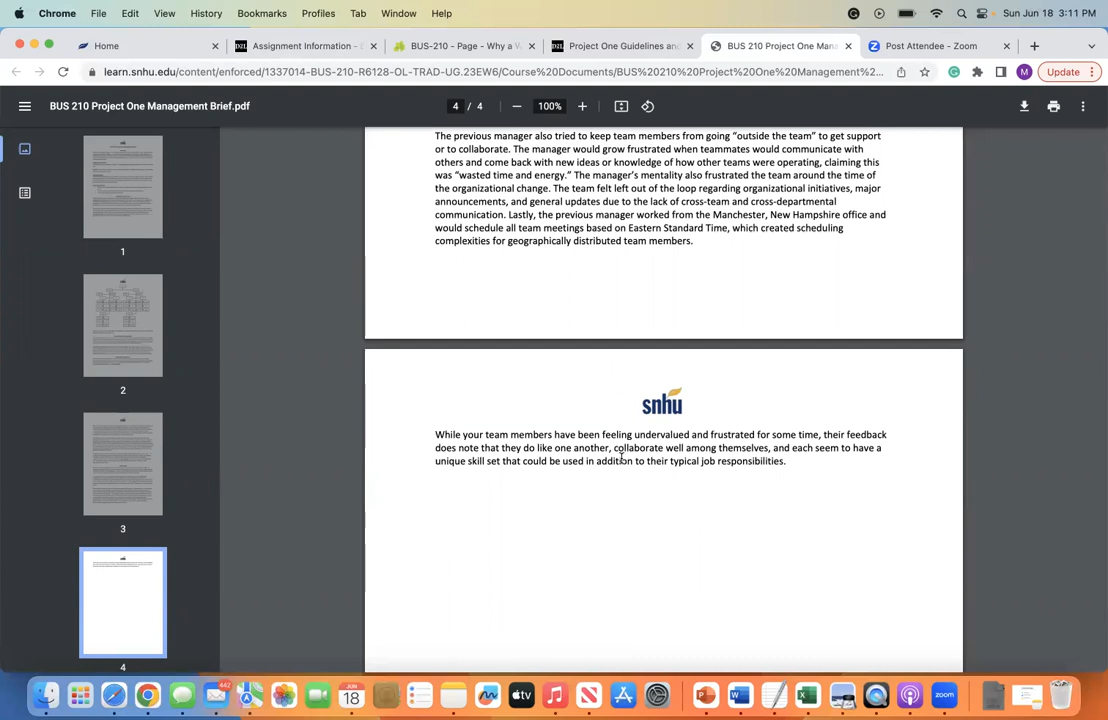 Chrome File Edit View History Bookmarks Profiles Tab Window Help Sun Jun 18 3:11 PM
Home DZL Assignment Information - BUS-210 - Page - Why a DZL Project One Guidelines and BUS 210 Project One Mana Post Attendee - Zoom
learn.snhu.edu/content/enforced/1337014-BUS-210-R6128-OL-TRAD-UG.23EW6/Course%20Documents/BUS%20210%20Project%20One%20Management%2... M Update
BUS 210 Project One Management Brief.pdf 4 / 4 100%
The previous manager also tried to keep team members from going “outside the team” to get support
or to collaborate. The manager would grow frustrated when teammates would communicate with
others and come back with new ideas or knowledge of how other teams were operating, claiming this
was “wasted time and energy.” The manager’s mentality also frustrated the team around the time of
the organizational change. The team felt left out of the loop regarding organizational initiatives, major
announcements, and general updates due to the lack of cross-team and cross-departmental
communication. Lastly, the previous manager worked from the Manchester, New Hampshire office and
would schedule all team meetings based on Eastern Standard Time, which created scheduling
complexities for geographically distributed team members.
snhu
While your team members have been feeling undervalued and frustrated for some time, their feedback
does note that they do like one another, collaborate well among themselves, and each seem to have a
unique skill set that could be used in addition to their typical job responsibilities.
1
2
3
4
442
JUN
18
tv
zoom